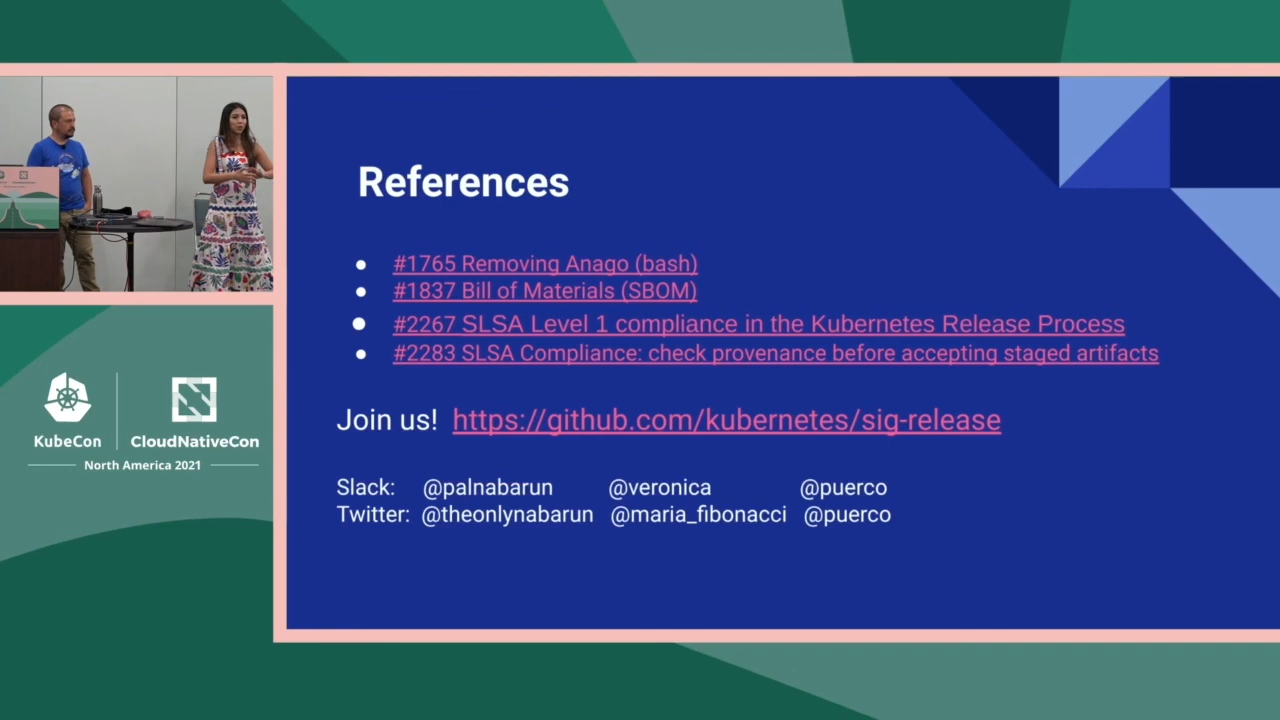 References
#1765 Removing Anago (bash)
#1837 Bill of Materials (SBOM)
#2267 SLSA Level 1 compliance in the Kubernetes Release Process
#2283 SLSA Compliance: check provenance before accepting staged artifacts
Join us! https://github.com/kubernetes/sig-release
Slack: @palnabarun @veronica @puerco
Twitter: @theonlynabarun @maria_fibonacci @puerco
KubeCon CloudNativeCon
North America 2021